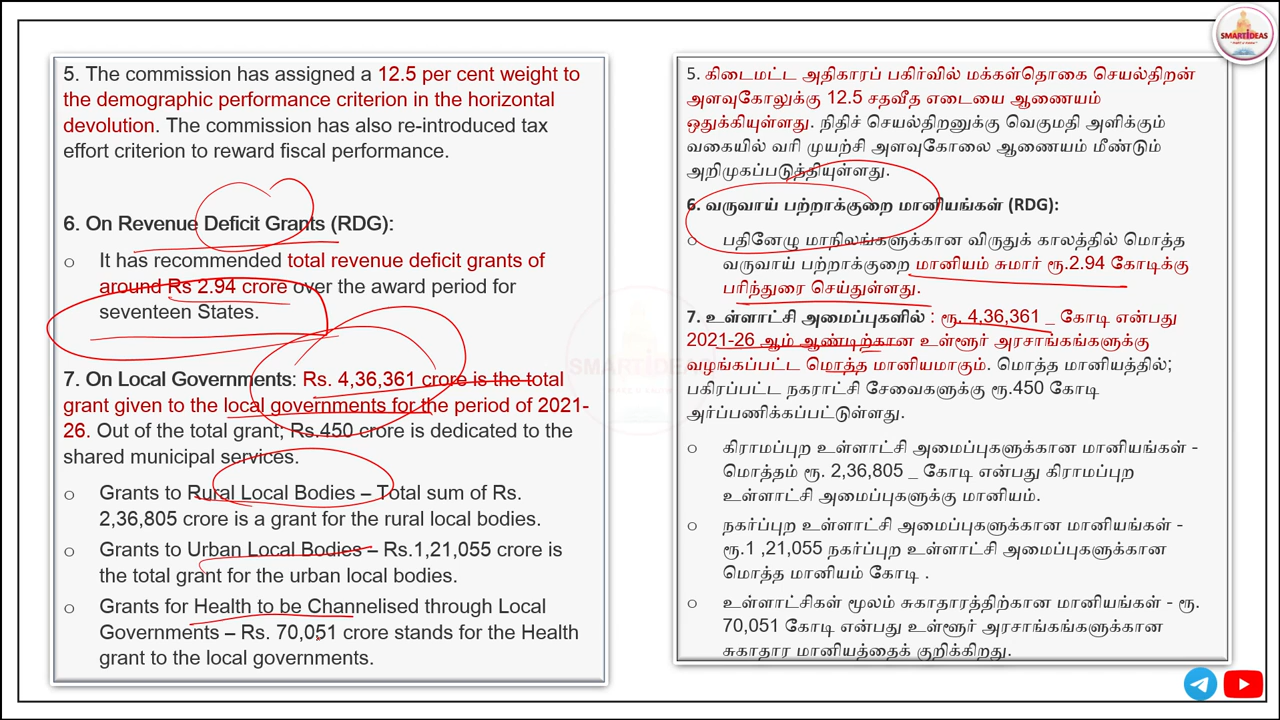 SMARTIDEAS
5. The commission has assigned a 12.5 per cent weight to
the demographic performance criterion in the horizontal
devolution. The commission has also re-introduced tax
effort criterion to reward fiscal performance.
6. On Revenue Deficit Grants (RDG):
o It has recommended total revenue deficit grants of
around Rs 2.94 crore over the award period for
seventeen States.
7. On Local Governments: Rs. 4,36,361 crore is the total
grant given to the local governments for the period of 2021-
26. Out of the total grant; Rs.450 crore is dedicated to the
shared municipal services.
o Grants to Rural Local Bodies – Total sum of Rs.
2,36,805 crore is a grant for the rural local bodies.
o Grants to Urban Local Bodies – Rs.1,21,055 crore is
the total grant for the urban local bodies.
o Grants for Health to be Channelised through Local
Governments – Rs. 70,051 crore stands for the Health
grant to the local governments.
5. கிடைமட்ட அதிகாரப் பகிர்வில் மக்கள்தொகை செயல்திறன்
அளவுகோலுக்கு 12.5 சதவீத எடையை ஆணையம்
ஒதுக்கியுள்ளது. நிதிச் செயல்திறனுக்கு வெகுமதி அளிக்கும்
வகையில் வரி முயற்சி அளவுகோலை ஆணையம் மீண்டும்
அறிமுகப்படுத்தியுள்ளது.
6. வருவாய் பற்றாக்குறை மானியங்கள் (RDG):
o பதினேழு மாநிலங்களுக்கான விருதுக் காலத்தில் மொத்த
வருவாய் பற்றாக்குறை மானியம் சுமார் ரூ.2.94 கோடிக்கு
பரிந்துரை செய்துள்ளது.
7. உள்ளாட்சி அமைப்புகளில் : ரூ. 4,36,361 _ கோடி என்பது
2021-26 ஆம் ஆண்டிற்கான உள்ளூர் அரசாங்கங்களுக்கு
வழங்கப்பட்ட மொத்த மானியமாகும். மொத்த மானியத்தில்;
பகிரப்பட்ட நகராட்சி சேவைகளுக்கு ரூ.450 கோடி
அர்ப்பணிக்கப்பட்டுள்ளது.
o கிராமப்புற உள்ளாட்சி அமைப்புகளுக்கான மானியங்கள் -
மொத்தம் ரூ. 2,36,805 _ கோடி என்பது கிராமப்புற
உள்ளாட்சி அமைப்புகளுக்கு மானியம்.
o நகர்ப்புற உள்ளாட்சி அமைப்புகளுக்கான மானியங்கள் -
ரூ.1 ,21,055 நகர்ப்புற உள்ளாட்சி அமைப்புகளுக்கான
மொத்த மானியம் கோடி .
o உள்ளாட்சிகள் மூலம் சுகாதாரத்திற்கான மானியங்கள் - ரூ.
70,051 கோடி என்பது உள்ளூர் அரசாங்கங்களுக்கான
சுகாதார மானியத்தைக் குறிக்கிறது.
SMARTIDEAS